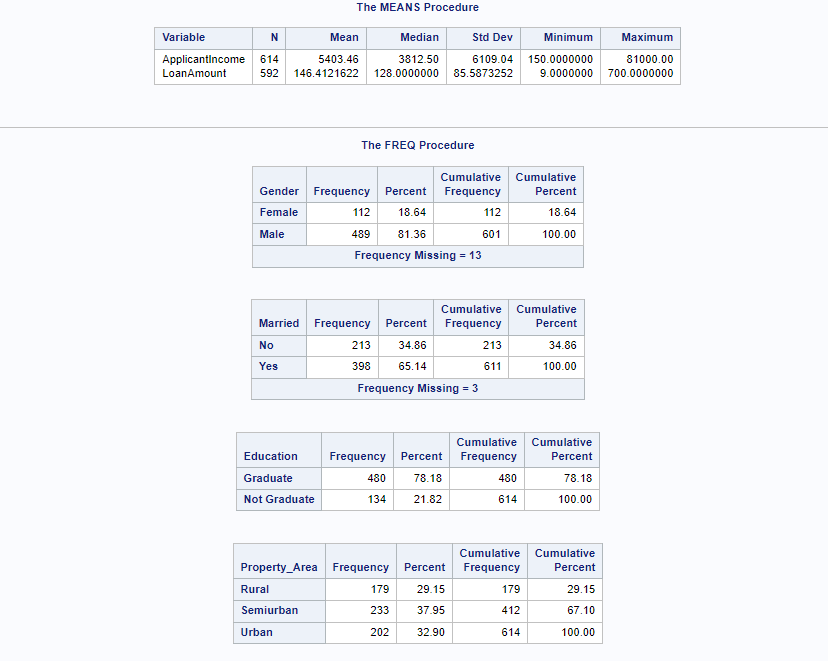 The MEANS Procedure
Variable N Mean Median Std Dev Minimum Maximum
ApplicantIncome 614 5403.46 3812.50 6109.04 150.0000000 81000.00
LoanAmount 592 146.4121622 128.0000000 85.5873252 9.0000000 700.0000000
The FREQ Procedure
Cumulative Cumulative
Gender Frequency Percent Frequency Percent
Female 112 18.64 112 18.64
Male 489 81.36 601 100.00
Frequency Missing = 13
Cumulative Cumulative
Married Frequency Percent Frequency Percent
No 213 34.86 213 34.86
Yes 398 65.14 611 100.00
Frequency Missing = 3
Cumulative Cumulative
Education Frequency Percent Frequency Percent
Graduate 480 78.18 480 78.18
Not Graduate 134 21.82 614 100.00
Cumulative Cumulative
Property_Area Frequency Percent Frequency Percent
Rural 179 29.15 179 29.15
Semiurban 233 37.95 412 67.10
Urban 202 32.90 614 100.00